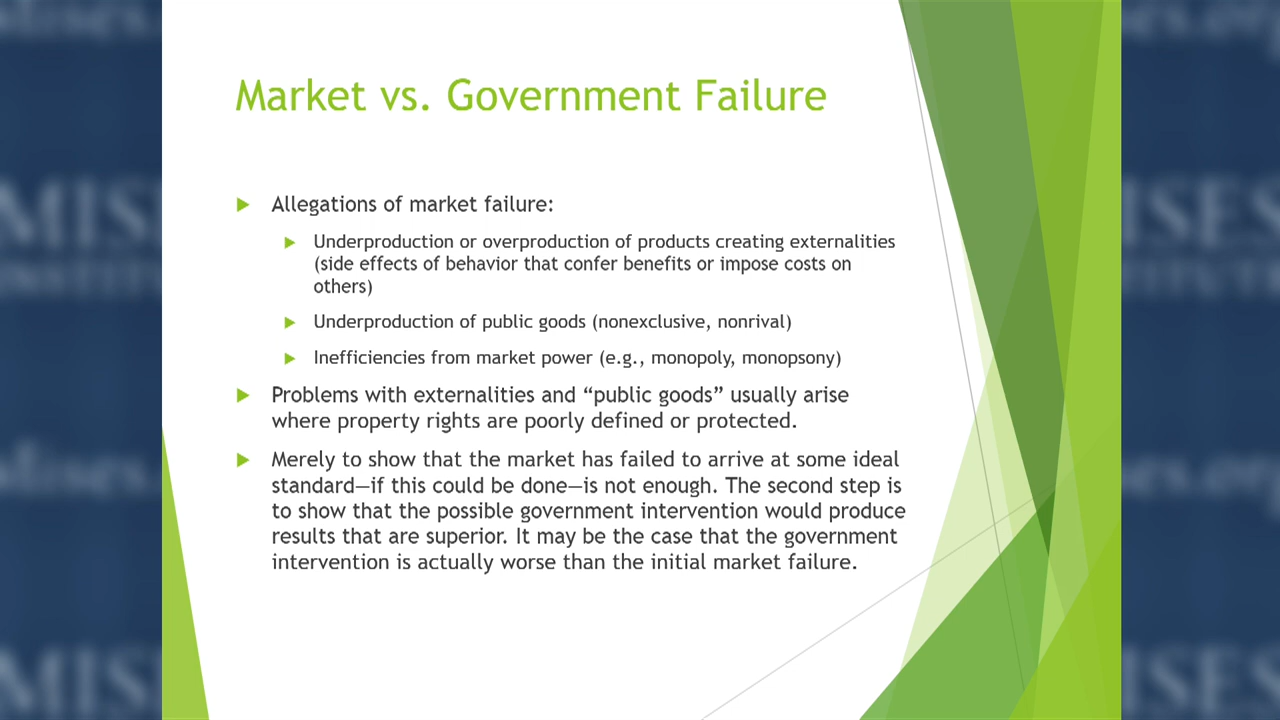 Market vs. Government Failure
Allegations of market failure:
Underproduction or overproduction of products creating externalities
(side effects of behavior that confer benefits or impose costs on
others)
Underproduction of public goods (nonexclusive, nonrival)
Inefficiencies from market power (e.g., monopoly, monopsony)
Problems with externalities and “public goods” usually arise
where property rights are poorly defined or protected.
Merely to show that the market has failed to arrive at some ideal
standard—if this could be done—is not enough. The second step is
to show that the possible government intervention would produce
results that are superior. It may be the case that the government
intervention is actually worse than the initial market failure.